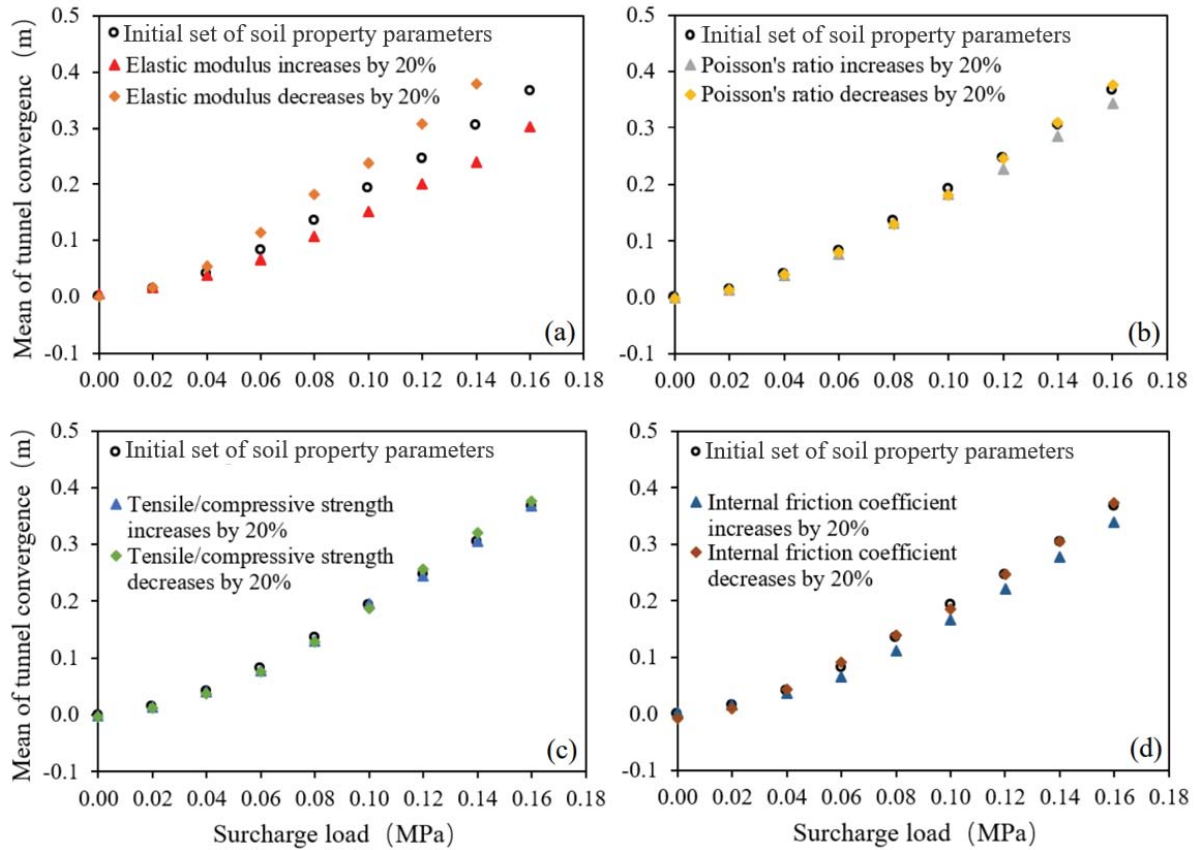 Mean of tunnel convergenc (m)
0.5
0.4
0.3
0.2
0.1
0.0
-0.1
Initial set of soil property parameters
Elastic modulus increases by 20%
Elastic modulus decreases by 20%
(a)
0.00 0.02 0.04 0.06 0.08 0.10 0.12 0.14 0.16 0.18
0.5
0.4
0.3
0.2
0.1
0.0
-0.1
Initial set of soil property parameters
Poisson's ratio increases by 20%
Poisson's ratio decreases by 20%
(b)
0.00 0.02 0.04 0.06 0.08 0.10 0.12 0.14 0.16 0.18
Mean of tunnel convergence (m)
0.5
0.4
0.3
0.2
0.1
0.0
-0.1
Initial set of soil property parameters
Tensile/compressive strength
increases by 20%
Tensile/compressive strength
decreases by 20%
(c)
0.00 0.02 0.04 0.06 0.08 0.10 0.12 0.14 0.16 0.18
Surcharge load (MPa)
0.5
0.4
0.3
0.2
0.1
0.0
-0.1
Initial set of soil property parameters
Internal friction coefficient
increases by 20%
Internal friction coefficient
decreases by 20%
(d)
0.00 0.02 0.04 0.06 0.08 0.10 0.12 0.14 0.16 0.18
Surcharge load (MPa)